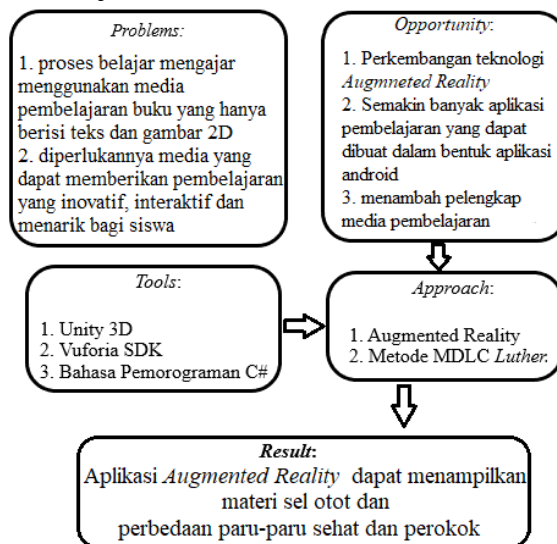 Problems:
1. proses belajar mengajar
menggunakan media
pembelajaran buku yang hanya
berisi teks dan gambar 2D
2. diperlukannya media yang
dapat memberikan pembelajaran
yang inovatif, interaktif dan
menarik bagi siswa
Opportunity:
1. Perkembangan teknologi
Augmneted Reality
2. Semakin banyak aplikasi
pembelajaran yang dapat
dibuat dalam bentuk aplikasi
android
3. menambah pelengkap
media pembelajaran
Tools:
1. Unity 3D
2. Vuforia SDK
3. Bahasa Pemorograman C#
Approach:
1. Augmented Reality
2. Metode MDLC Luther.
Result:
Aplikasi Augmented Reality dapat menampilkan
materi sel otot dan
perbedaan paru-paru sehat dan perokok